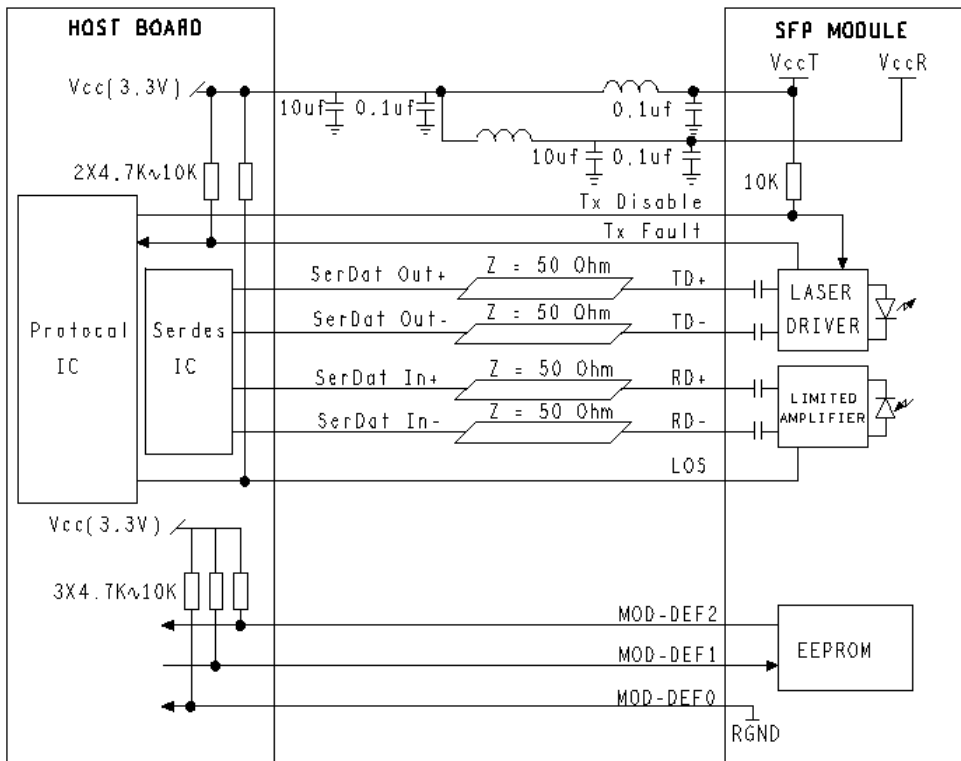 HOST BOARD
SFP MODULE
VccT
VccR
Vcc(3.3V)
10uf
0.1uf
0.1uf
10uf
0.1uf
2X4.7K∿10K
10K
Tx Disable
Tx Fault
SerDat Out+
Z = 50 Ohm
TD+
SerDat Out-
Z = 50 Ohm
TD-
LASER
DRIVER
Protocal
IC
Serdes
IC
SerDat In+
Z = 50 Ohm
RD+
SerDat In-
Z = 50 Ohm
RD-
LIMITED
AMPLIFIER
LOS
Vcc(3.3V)
3X4.7K∿10K
MOD-DEF2
MOD-DEF1
EEPROM
MOD-DEF0
RGND